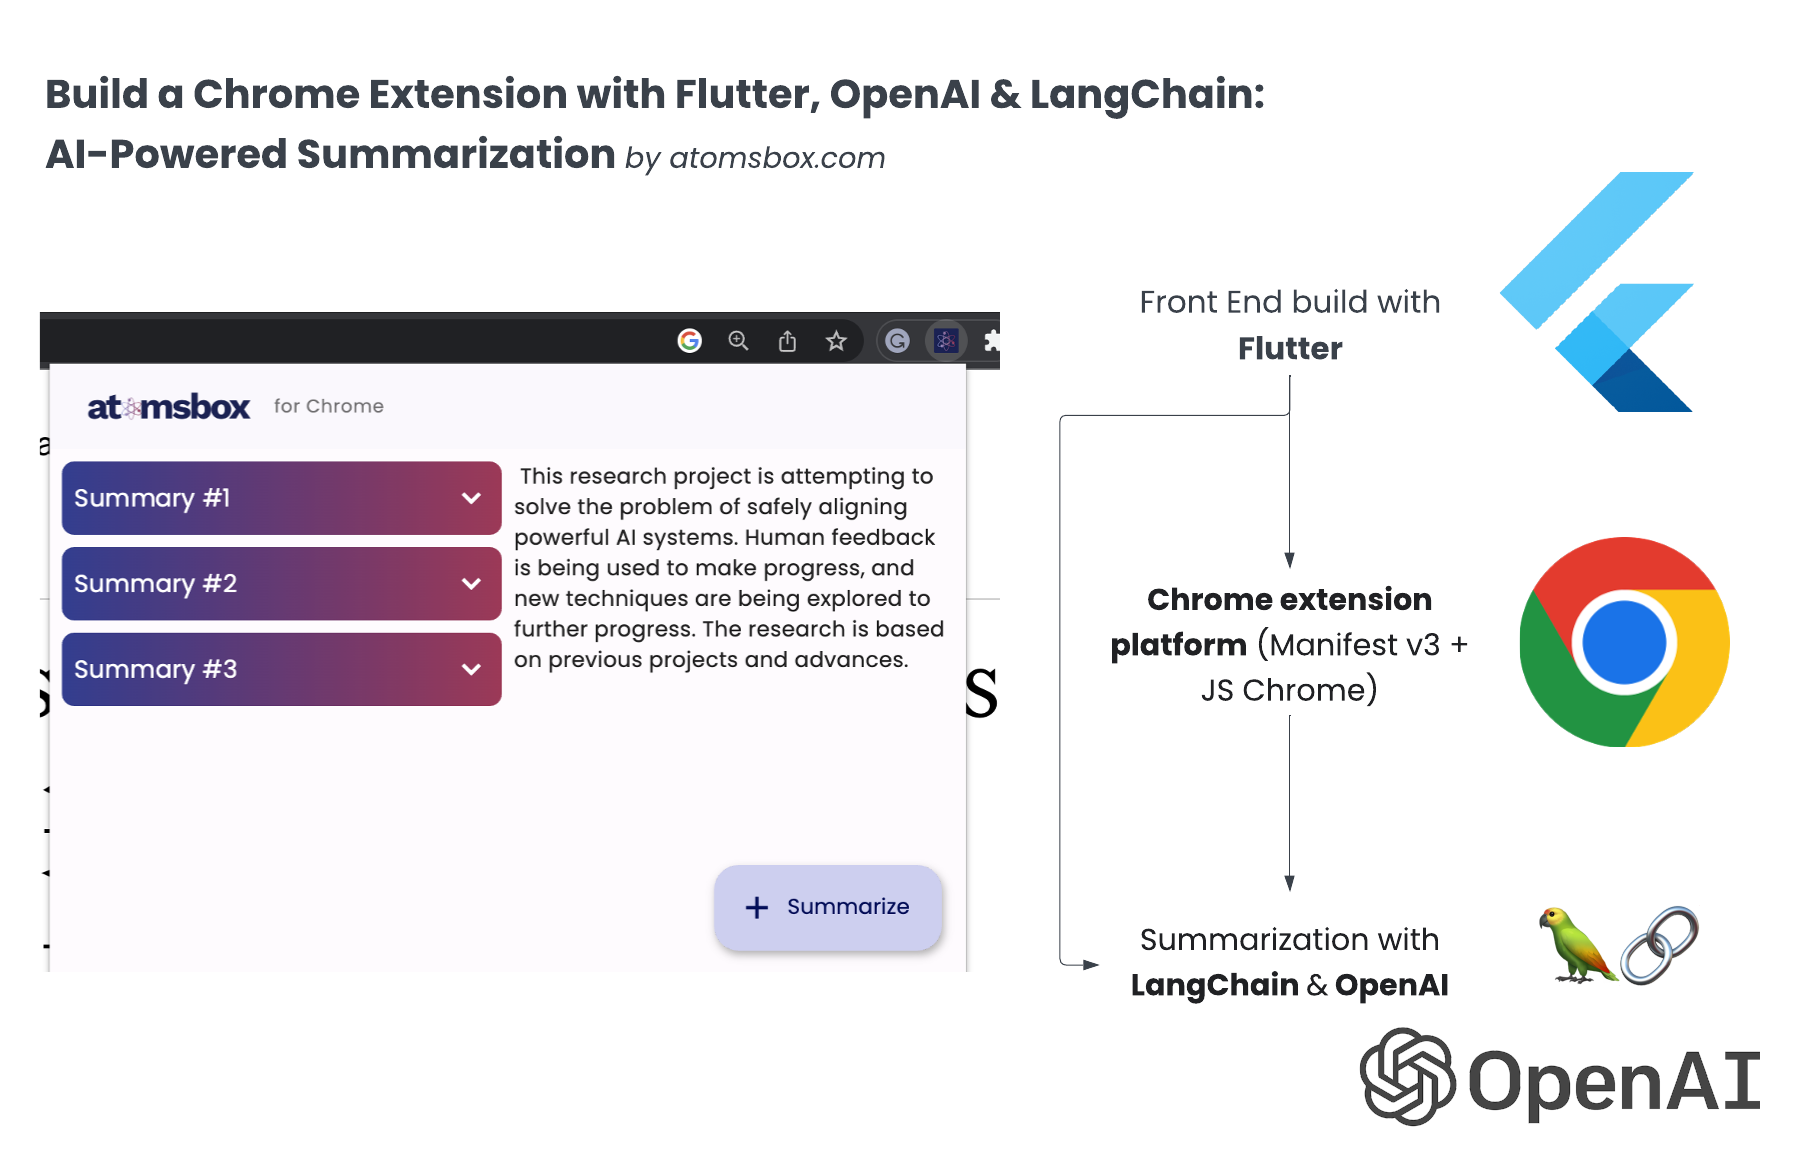 Build a Chrome Extension with Flutter, OpenAI & LangChain:
AI-Powered Summarization by atomsbox.com
atomsbox for Chrome
Summary #1
Summary #2
Summary #3
This research project is attempting to
solve the problem of safely aligning
powerful AI systems. Human feedback
is being used to make progress, and
new techniques are being explored to
further progress. The research is based
on previous projects and advances.
a
s
s
+ Summarize
Front End build with
Flutter
Chrome extension
platform (Manifest v3 +
JS Chrome)
Summarization with
LangChain & OpenAI
OpenAI